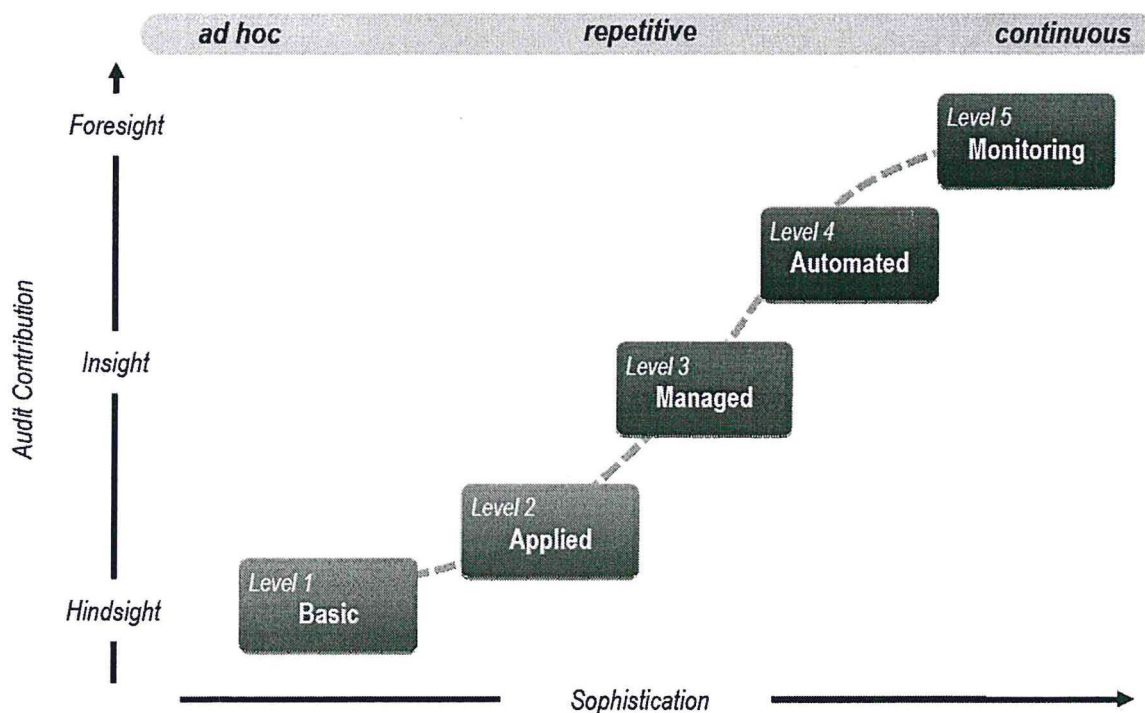 ad hoc repetitive continuous
Foresight
Level 5
Monitoring
Level 4
Automated
Insight
Level 3
Managed
Audit Contribution
Level 2
Applied
Level 1
Basic
Hindsight
Sophistication